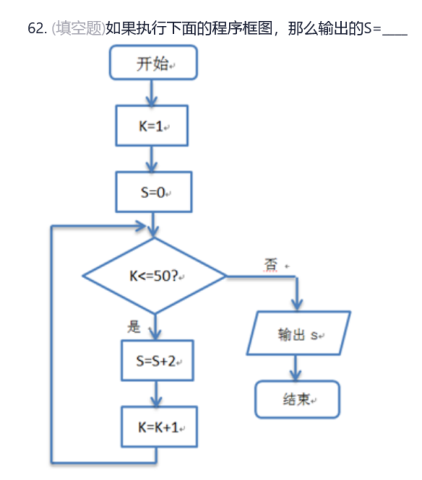 62. (填空题)如果执行下面的程序框图，那么输出的S=____
开始
K=1
S=0
K<=50?
否
是
输出 s
S=S+2
结束
K=K+1